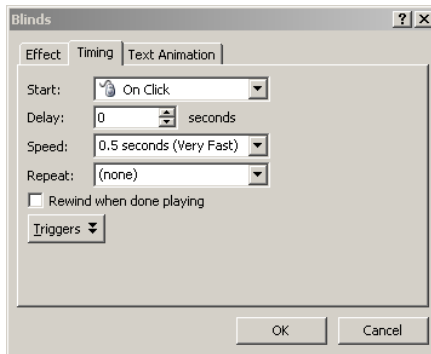 Blinds
Effect Timing Text Animation
Start: On Click
Delay: 0 seconds
Speed: 0.5 seconds (Very Fast)
Repeat: (none)
Rewind when done playing
Triggers
OK Cancel